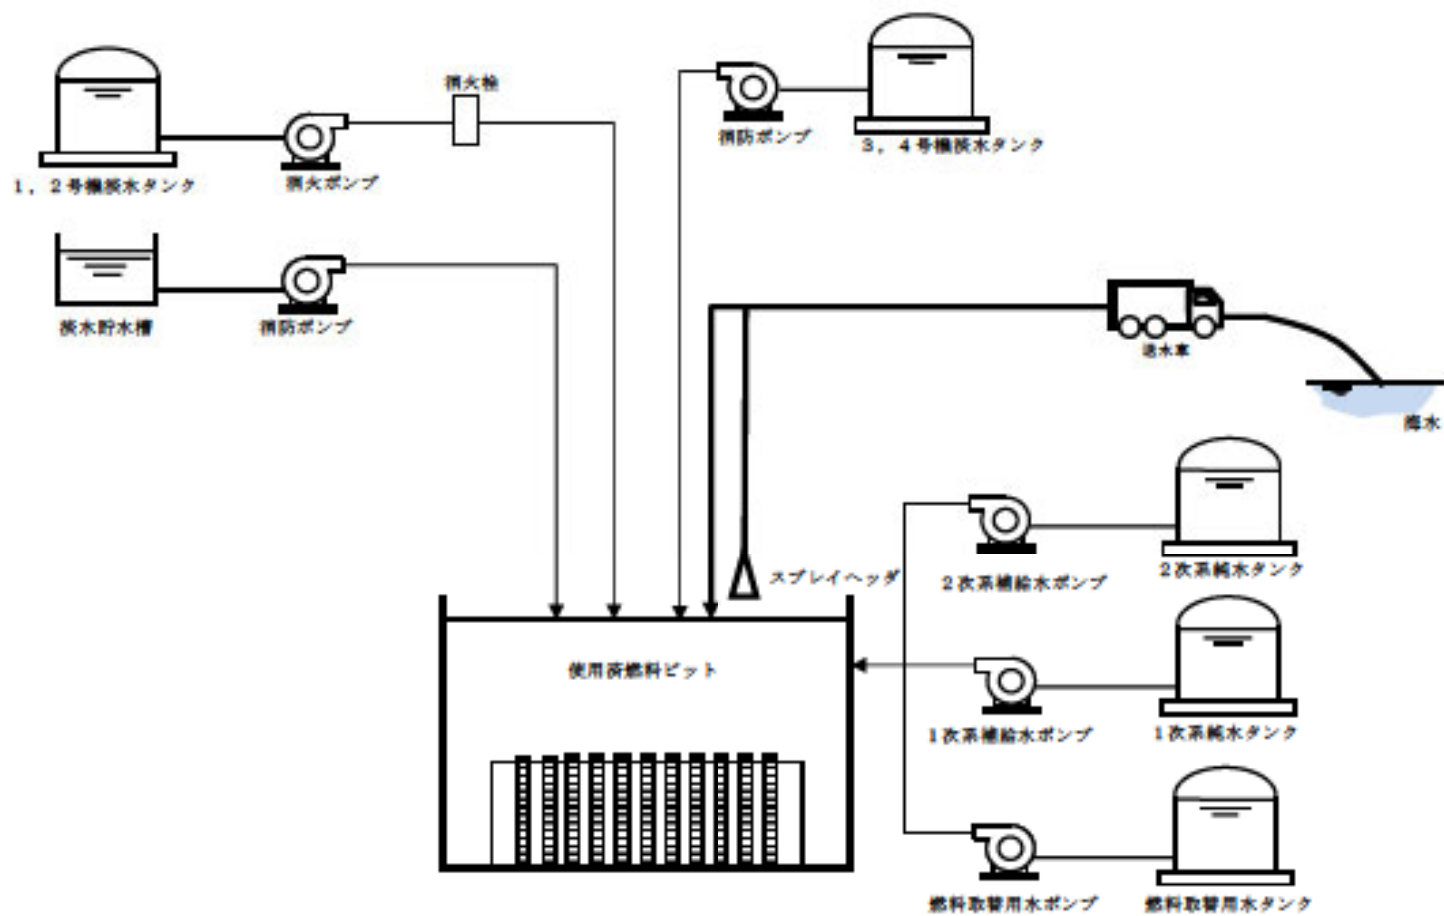 消火栓
消防ポンプ
3,4号機淡水タンク
1,2号機淡水タンク
消火ポンプ
淡水貯水槽
消防ポンプ
送水車
海水
スプレイヘッダ
2次系補給水ポンプ
2次系純水タンク
使用済燃料ピット
1次系補給水ポンプ
1次系純水タンク
燃料取替用水ポンプ
燃料取替用水タンク